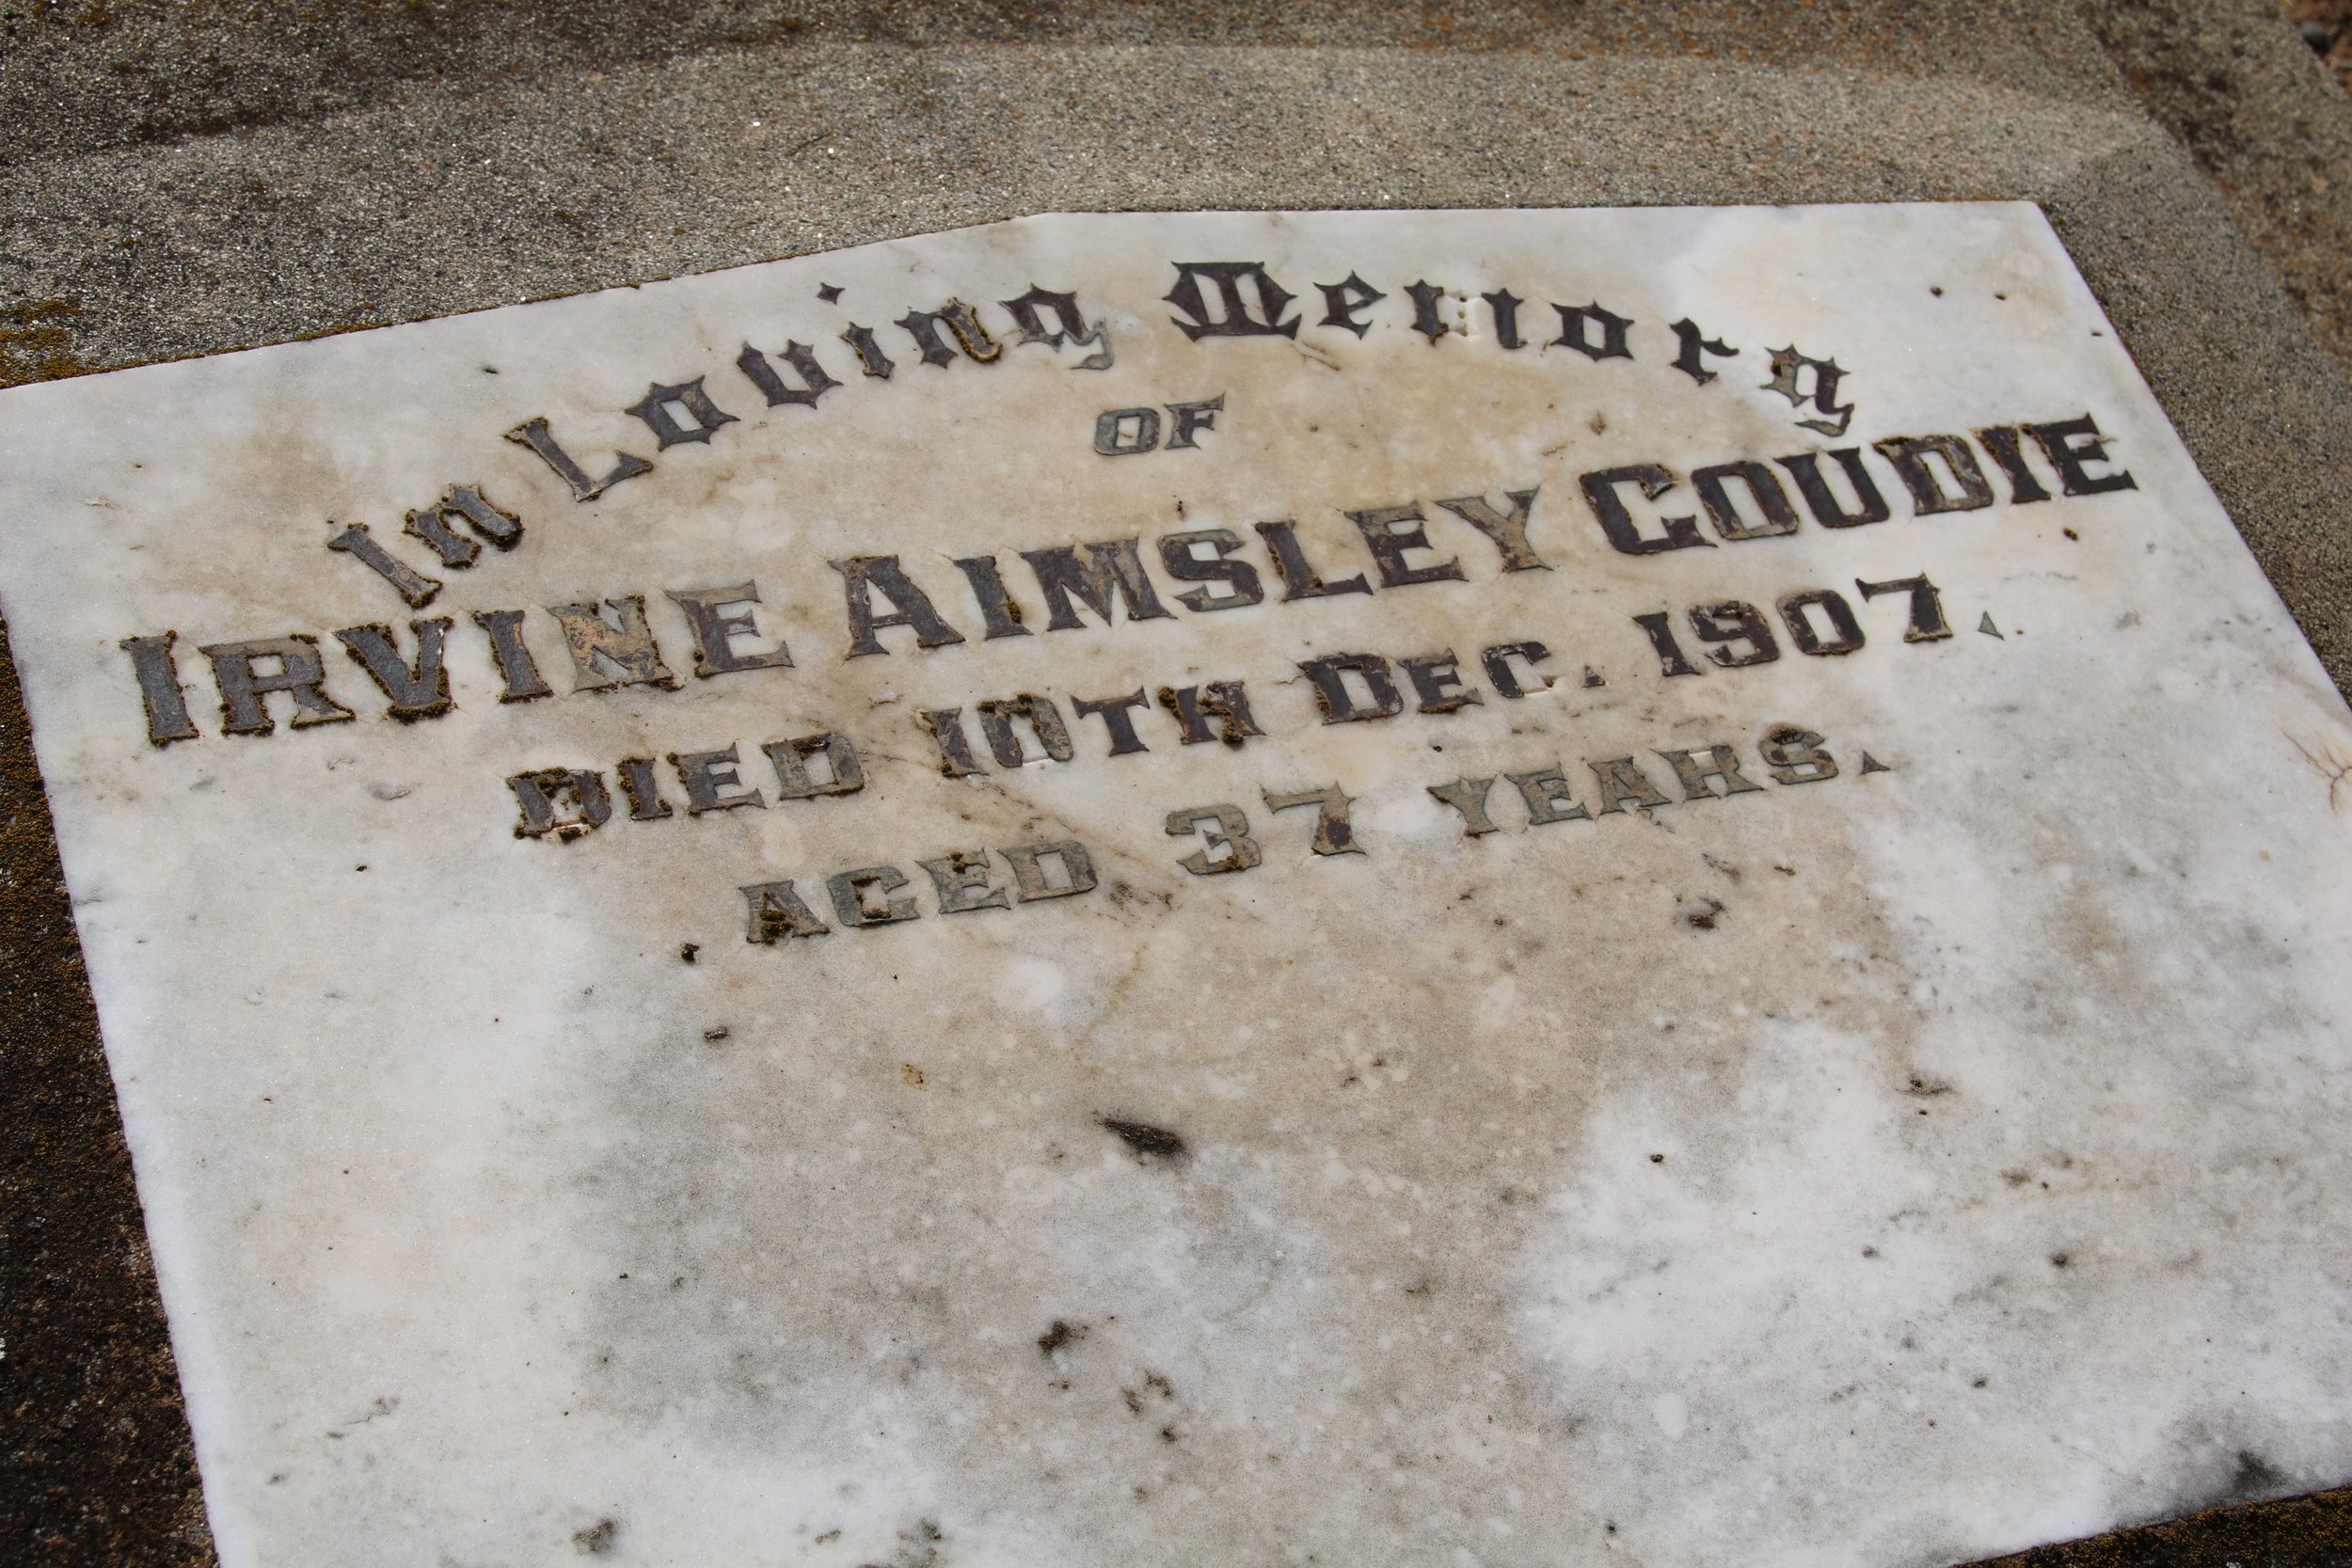 In Loving Memory
OF
IRVINE AIMSLEY GOUDIE
DIED 10TH DEC. 1907.
AGED 37 YEARS.